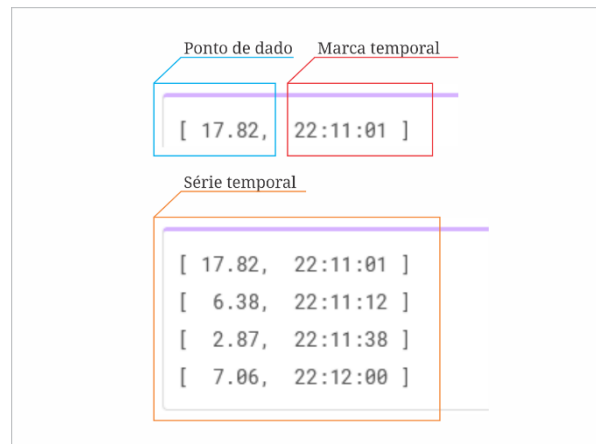 Ponto de dado Marca temporal
[ 17.82, 22:11:01 ]
Série temporal
[ 17.82, 22:11:01 ]
[ 6.38, 22:11:12 ]
[ 2.87, 22:11:38 ]
[ 7.06, 22:12:00 ]